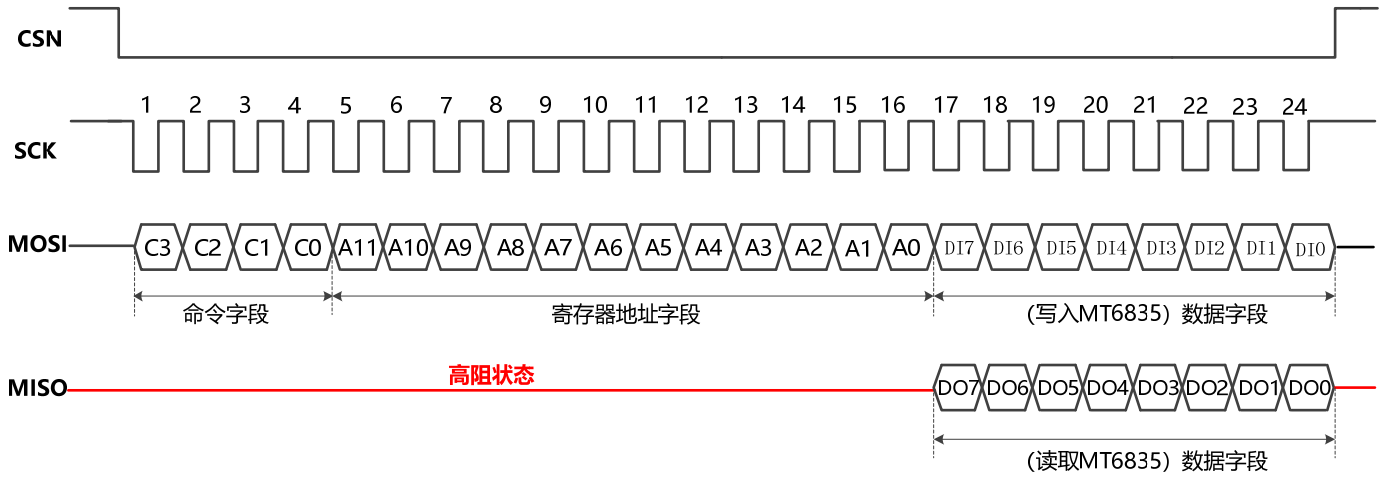 CSN
1 2 3 4 5 6 7 8 9 10 11 12 13 14 15 16 17 18 19 20 21 22 23 24
SCK
MOSI C3 C2 C1 C0 A11 A10 A9 A8 A7 A6 A5 A4 A3 A2 A1 A0 DI7 DI6 DI5 DI4 DI3 DI2 DI1 DI0
命令字段 寄存器地址字段 (写入MT6835) 数据字段
高阻状态
MISO DO7 DO6 DO5 DO4 DO3 DO2 DO1 DO0
(读取MT6835) 数据字段